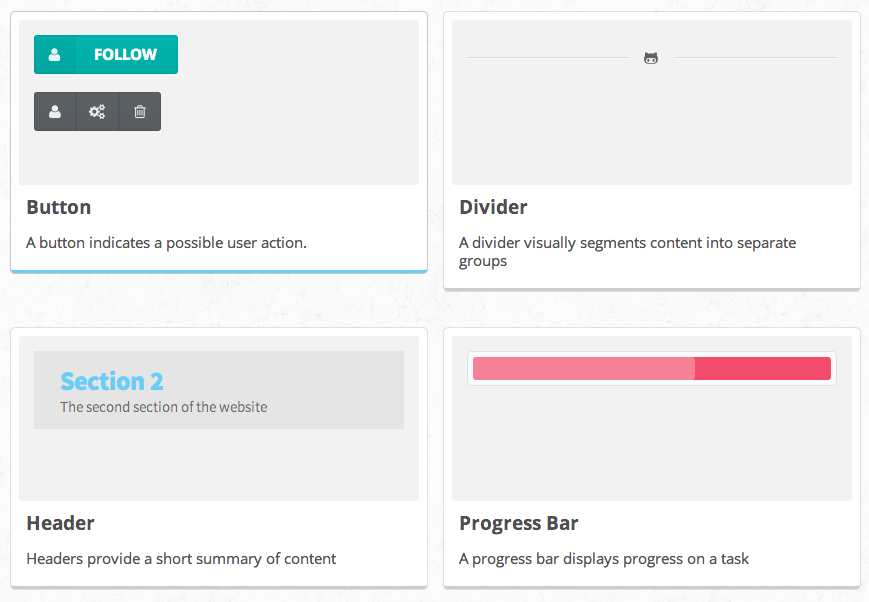 FOLLOW
Button
A button indicates a possible user action.
Divider
A divider visually segments content into separate
groups
Section 2
The second section of the website
Header
Headers provide a short summary of content
Progress Bar
A progress bar displays progress on a task